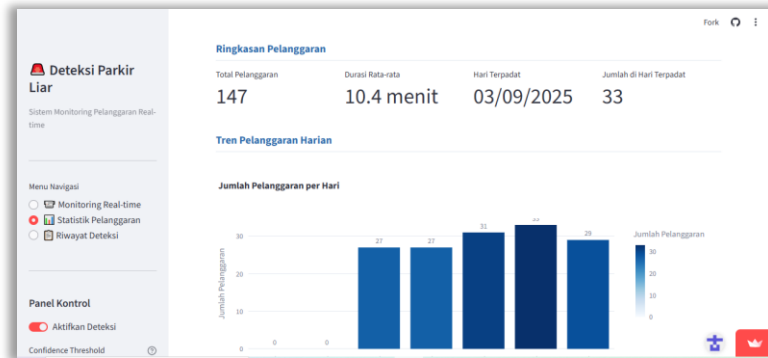 Fork
Deteksi Parkir
Liar
Sistem Monitoring Pelanggaran Real-
time
Menu Navigasi
Monitoring Real-time
Statistik Pelanggaran
Riwayat Deteksi
Panel Kontrol
Aktifkan Deteksi
Confidence Threshold
Ringkasan Pelanggaran
Total Pelanggaran
147
Durasi Rata-rata
10.4 menit
Hari Terpadat
03/09/2025
Jumlah di Hari Terpadat
33
Tren Pelanggaran Harian
Jumlah Pelanggaran per Hari
Jumlah Pelanggaran
30
20
10
0
0
27
27
31
33
29
Jumlah Pelanggaran
30
20
10
0